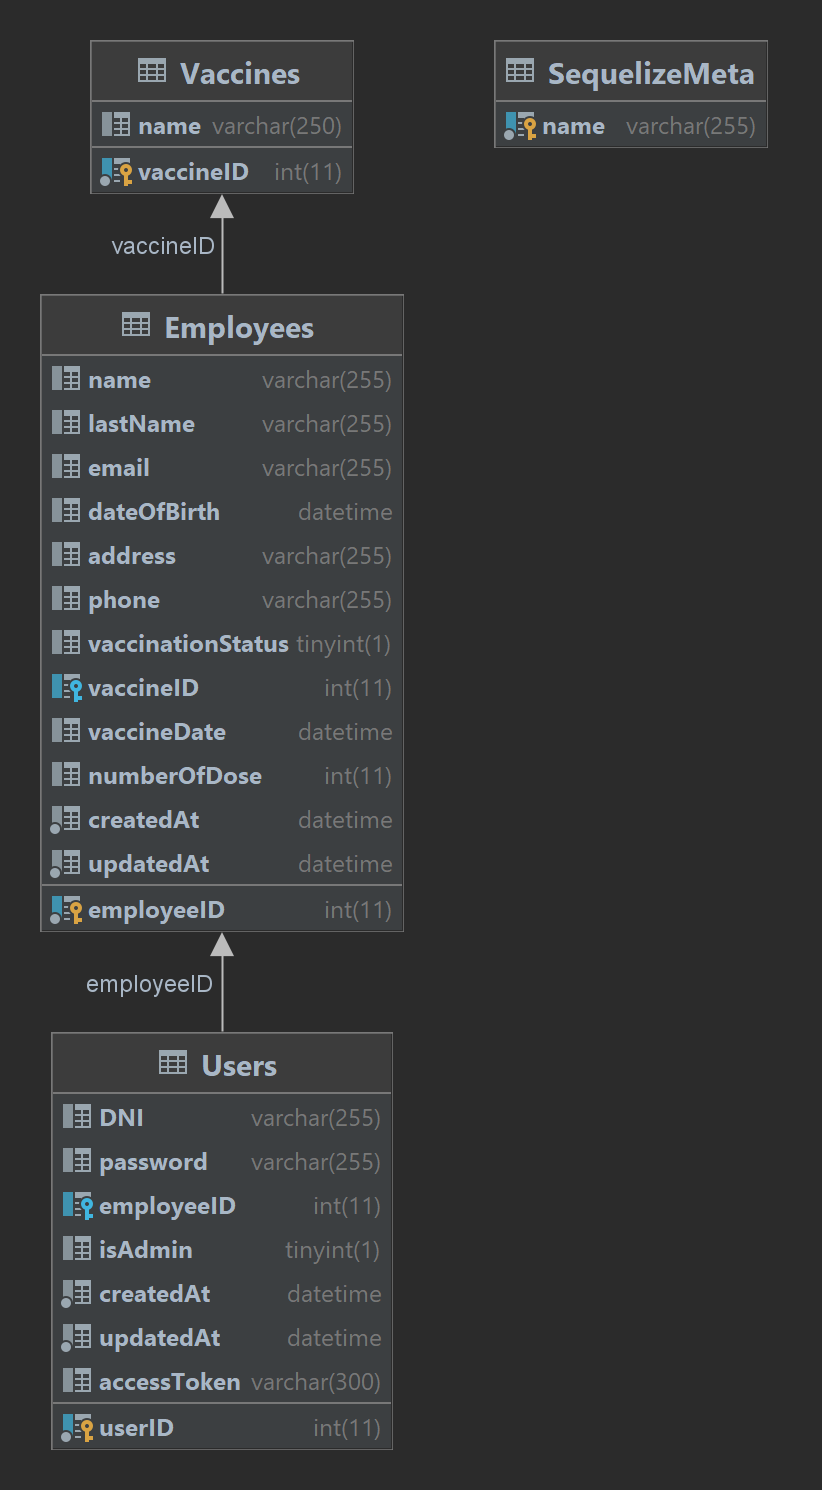 Vaccines
name varchar(250)
vaccineID int(11)
SequelizeMeta
name varchar(255)
vaccineID
Employees
name varchar(255)
lastName varchar(255)
email varchar(255)
dateOfBirth datetime
address varchar(255)
phone varchar(255)
vaccinationStatus tinyint(1)
vaccineID int(11)
vaccineDate datetime
numberOfDose int(11)
createdAt datetime
updatedAt datetime
employeeID int(11)
employeeID
Users
DNI varchar(255)
password varchar(255)
employeeID int(11)
isAdmin tinyint(1)
createdAt datetime
updatedAt datetime
accessToken varchar(300)
userID int(11)